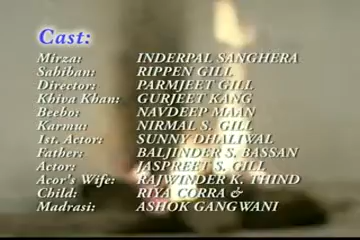 Cast:
Mirza: INDERPAL SANGHERA
Sahiban: RIPPEN GILL
Director: PARMJEET GILL
Khiva Khan: GURJEET KANG
Beebo: NAVDEEP MAAN
Karmu: NIRMAL S. GILL
1st. Actor: SUNNY DHALIWAL
Father: BALJINDER S. BASSAN
Actor: JASPREET S. GILL
Acor's Wife: RAJWINDER K. THIND
Child: RIYA CORRA &
Madrasi: ASHOK GANGWANI